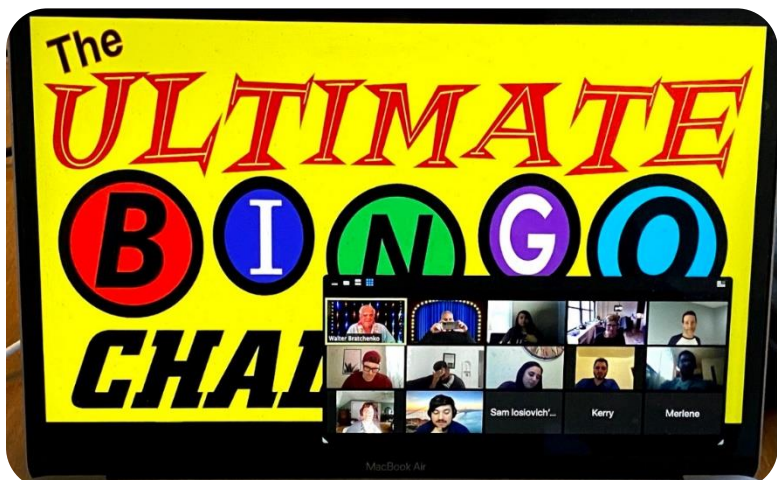 The
ULTIMATE
BINGO
CHAL
Walter Bratchenko
Sam Iosiovich'...
Kerry
Merlene
MacBook Air